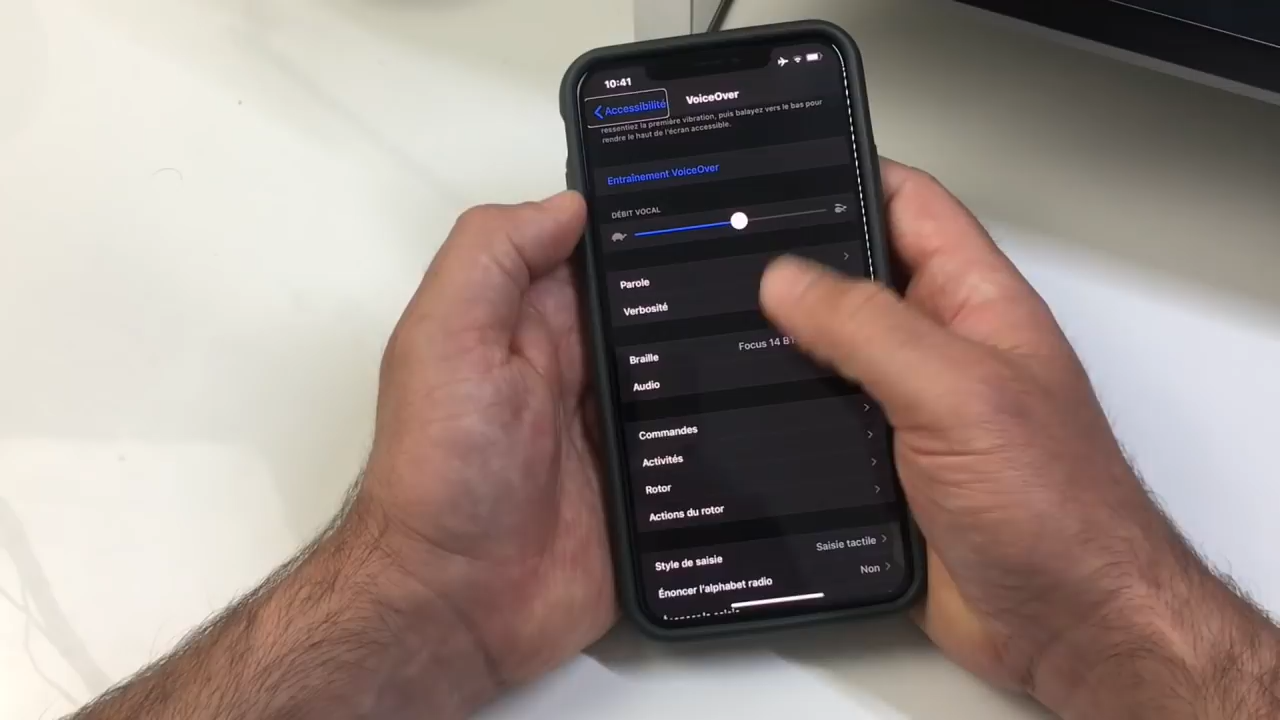 10:41
Accessibilité
VoiceOver
ressentiez la première vibration, puis balayez vers le bas pour
rendre le haut de l'écran accessible.
Entraînement VoiceOver
DÉBIT VOCAL
Parole
Verbosité
Braille
Focus 14 BT
Audio
Commandes
Activités
Rotor
Actions du rotor
Style de saisie
Saisie tactile
Énoncer l'alphabet radio
Non